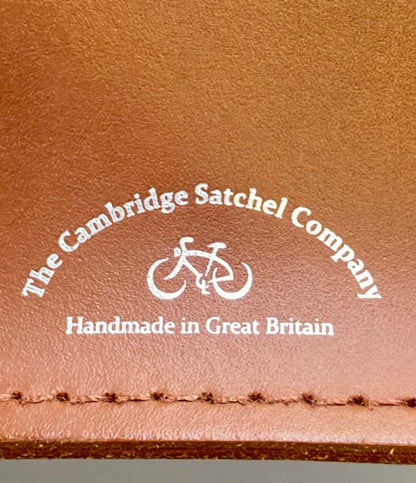 The Cambridge Satchel Company
Handmade in Great Britain